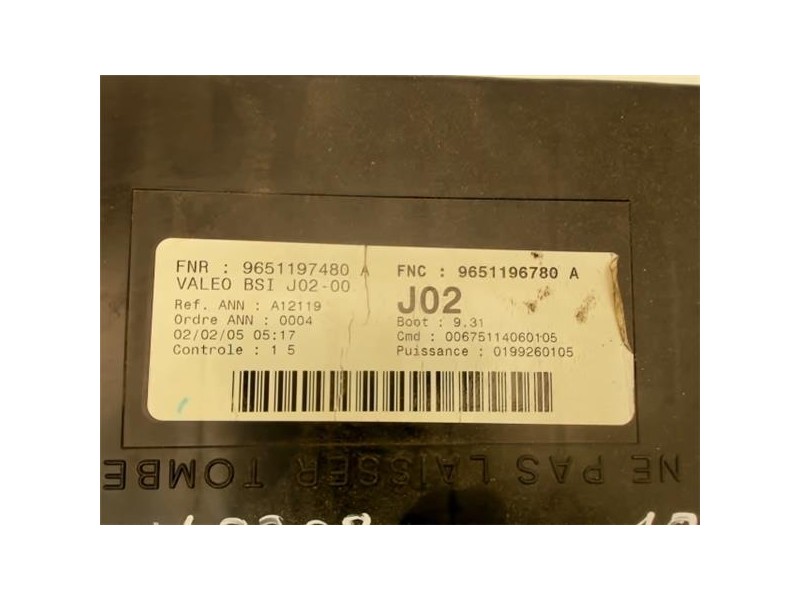 FNR : 9651197480 A FNC : 9651196780 A
VALEO BSI J02-00 J02
Ref. ANN : A12119 Boot : 9.31
Ordre ANN : 0004 Cmd : 00675114060105
02/02/05 05:17 Puissance : 0199260105
Controle : 1 5
NE PAS LAISSER TOMBE